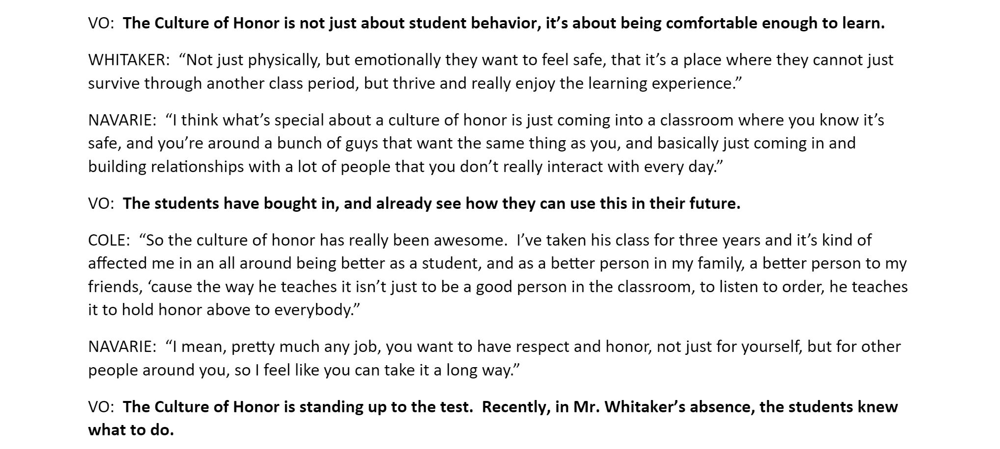 VO:  The Culture of Honor is not just about student behavior, it’s about being comfortable enough to learn.
WHITAKER:  “Not just physically, but emotionally they want to feel safe, that it’s a place where they cannot just
survive through another class period, but thrive and really enjoy the learning experience.”
NAVARIE:  “I think what’s special about a culture of honor is just coming into a classroom where you know it’s
safe, and you’re around a bunch of guys that want the same thing as you, and basically just coming in and
building relationships with a lot of people that you don’t really interact with every day.”
VO:  The students have bought in, and already see how they can use this in their future.
COLE:  “So the culture of honor has really been awesome.  I’ve taken his class for three years and it’s kind of
affected me in an all around being better as a student, and as a better person in my family, a better person to my
friends, ‘cause the way he teaches it isn’t just to be a good person in the classroom, to listen to order, he teaches
it to hold honor above to everybody.”
NAVARIE:  “I mean, pretty much any job, you want to have respect and honor, not just for yourself, but for other
people around you, so I feel like you can take it a long way.”
VO:  The Culture of Honor is standing up to the test.  Recently, in Mr. Whitaker’s absence, the students knew
what to do.